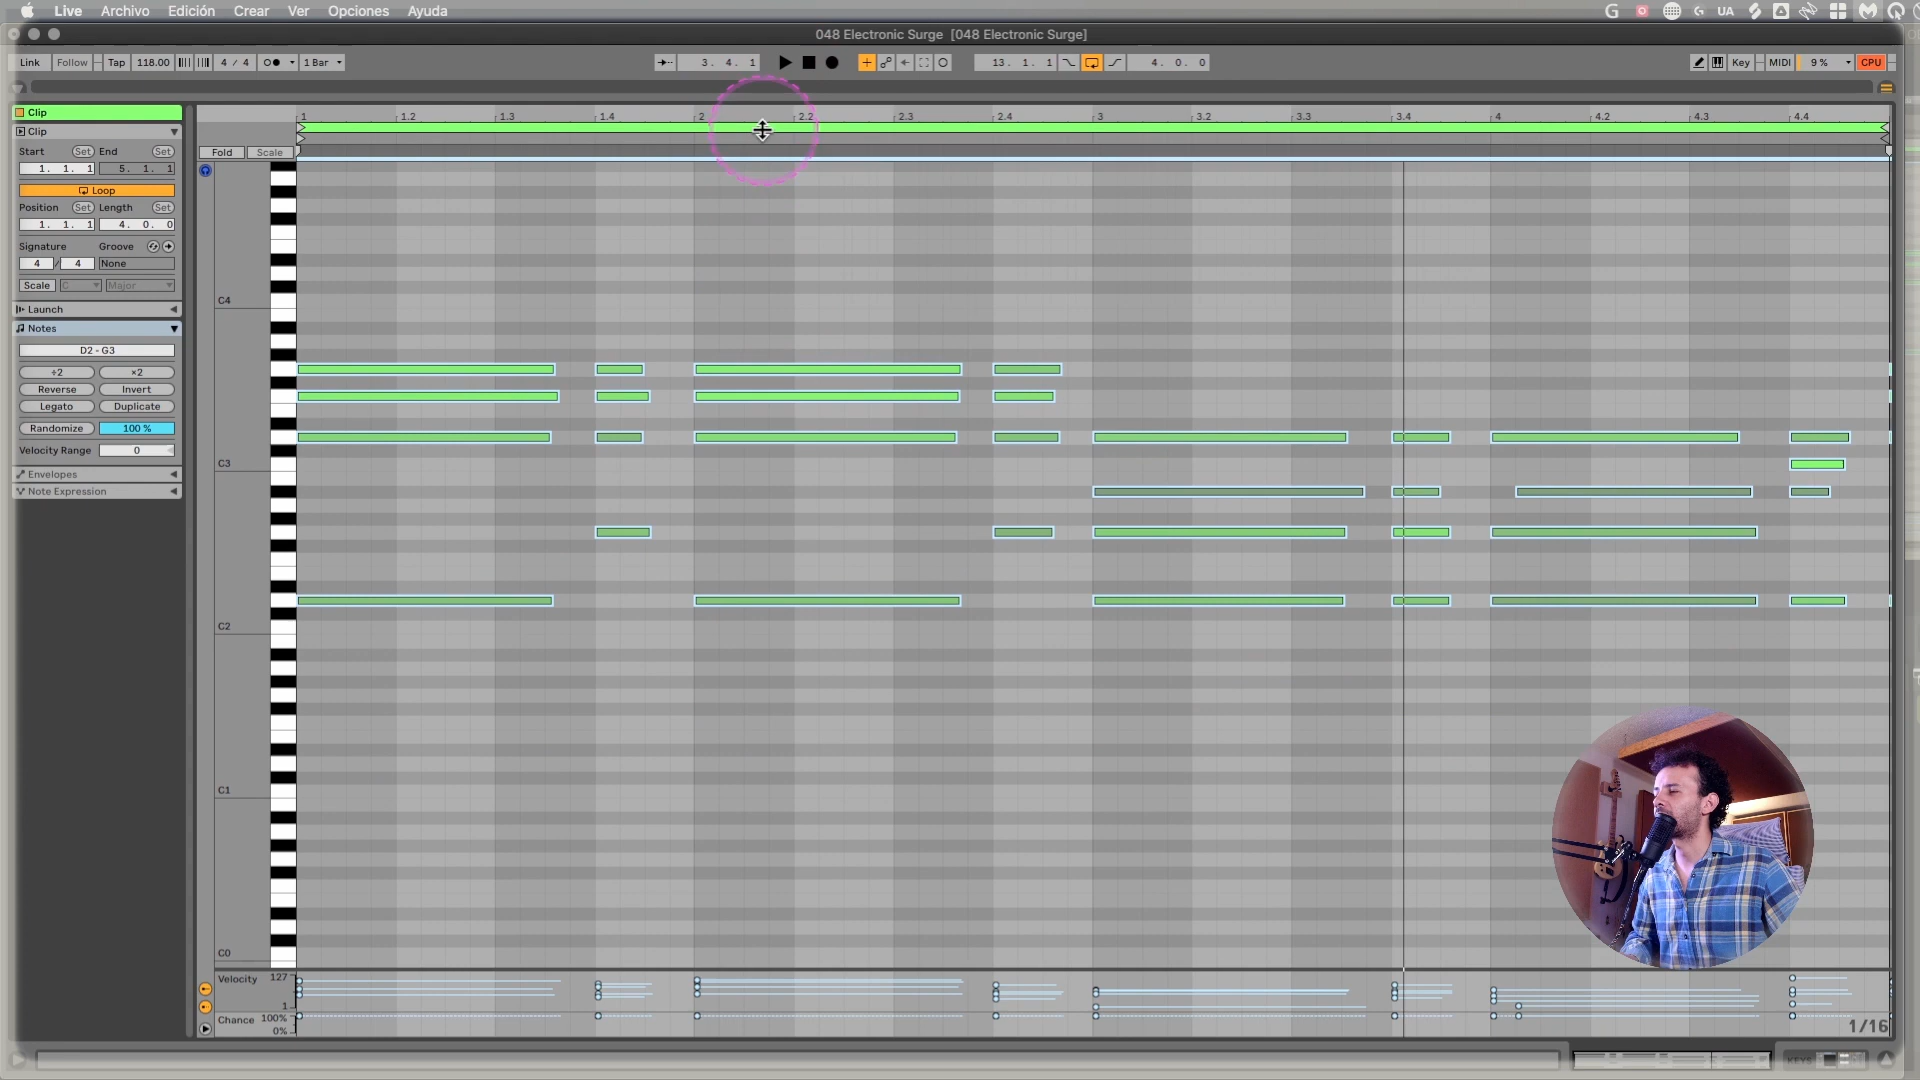 Live Archivo Edición Crear Ver Opciones Ayuda
UA
048 Electronic Surge [048 Electronic Surge]
Link Follow Tap 118.00 4 / 4 1 Bar
3. 4. 1
13. 1. 1
4. 0. 0
Key MIDI 9 % CPU
Clip
Clip
Start Set End Set
1. 1. 1 5. 1. 1
Loop
Position Set Length Set
1. 1. 1 4. 0. 0
Signature Groove
4 / 4 None
Scale C Major
Launch
Notes
D2 - G3
÷2 ×2
Reverse Invert
Legato Duplicate
Randomize 100 %
Velocity Range 0
Envelopes
Note Expression
1 1.2 1.3 1.4 2 2.2 2.3 2.4 3 3.2 3.3 3.4 4 4.2 4.3 4.4
Fold Scale
C4
C3
C2
C1
C0
Velocity 127
1
Chance 100%
0%
1/16
KEYS